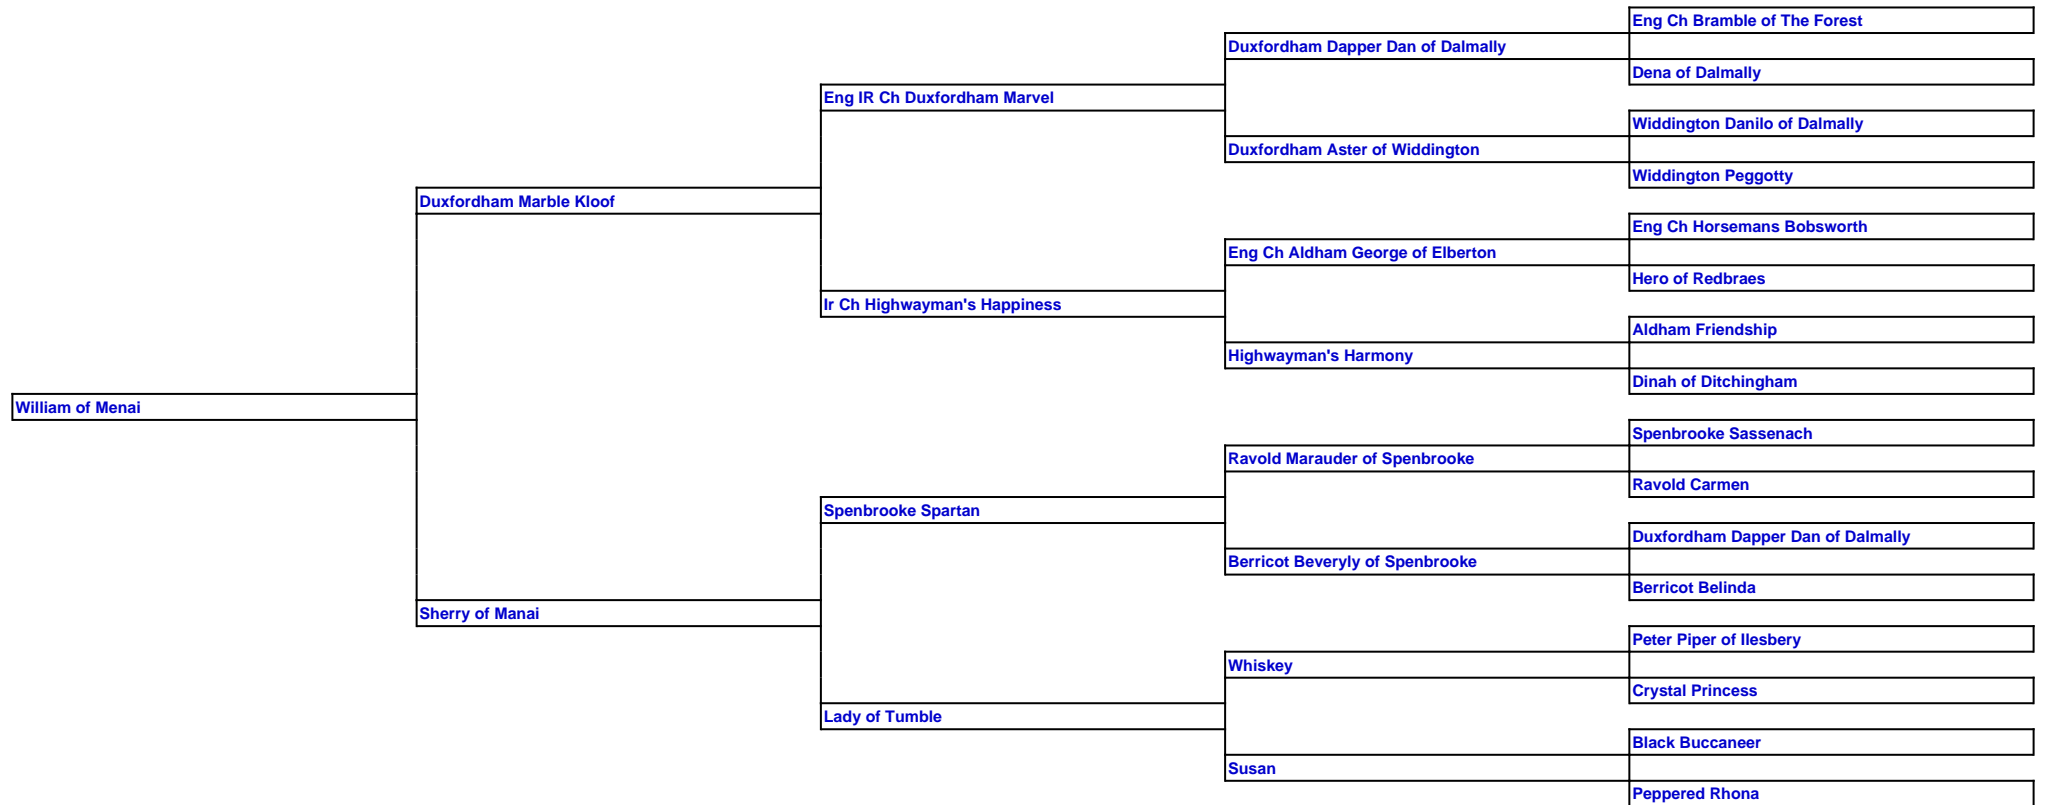 Eng Ch Bramble of The Forest
Duxfordham Dapper Dan of Dalmally
Dena of Dalmally
Eng IR Ch Duxfordham Marvel
Widdington Danilo of Dalmally
Duxfordham Aster of Widdington
Widdington Peggotty
Duxfordham Marble Kloof
Eng Ch Horsemans Bobsworth
Eng Ch Aldham George of Elberton
Hero of Redbraes
Ir Ch Highwayman's Happiness
Aldham Friendship
Highwayman's Harmony
Dinah of Ditchingham
William of Menai
Spenbrooke Sassenach
Ravold Marauder of Spenbrooke
Ravold Carmen
Spenbrooke Spartan
Duxfordham Dapper Dan of Dalmally
Berricot Beveryly of Spenbrooke
Berricot Belinda
Sherry of Manai
Peter Piper of Ilesbery
Whiskey
Crystal Princess
Lady of Tumble
Black Buccaneer
Susan
Peppered Rhona